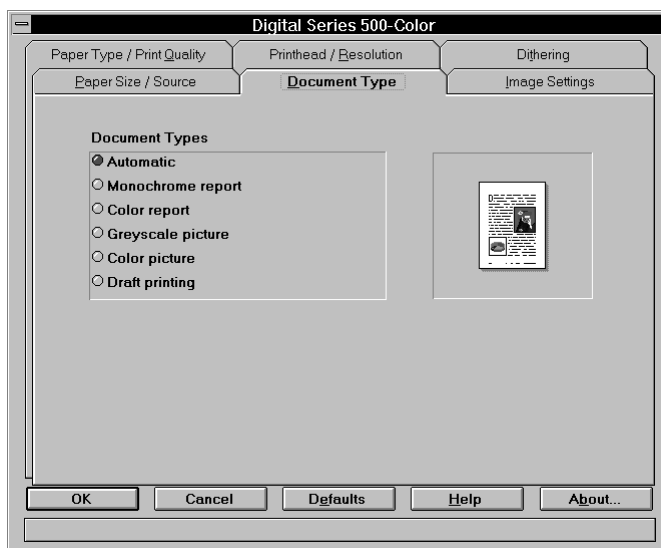 Digital Series 500-Color
Paper Type / Print Quality
Printhead / Resolution
Dithering
Paper Size / Source
Document Type
Image Settings
Document Types
Automatic
Monochrome report
Color report
Greyscale picture
Color picture
Draft printing
OK
Cancel
Defaults
Help
About...